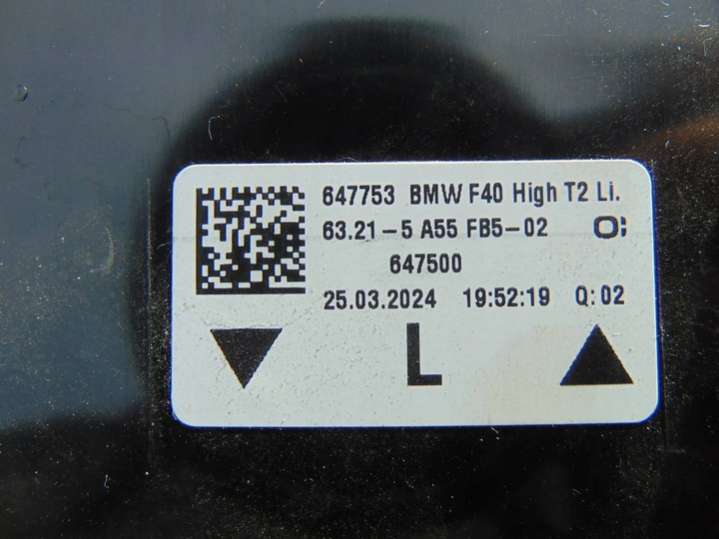 647753 BMW F40 High T2 Li.
63.21-5 A55 FB5-02
647500
25.03.2024 19:52:19 Q:02
L